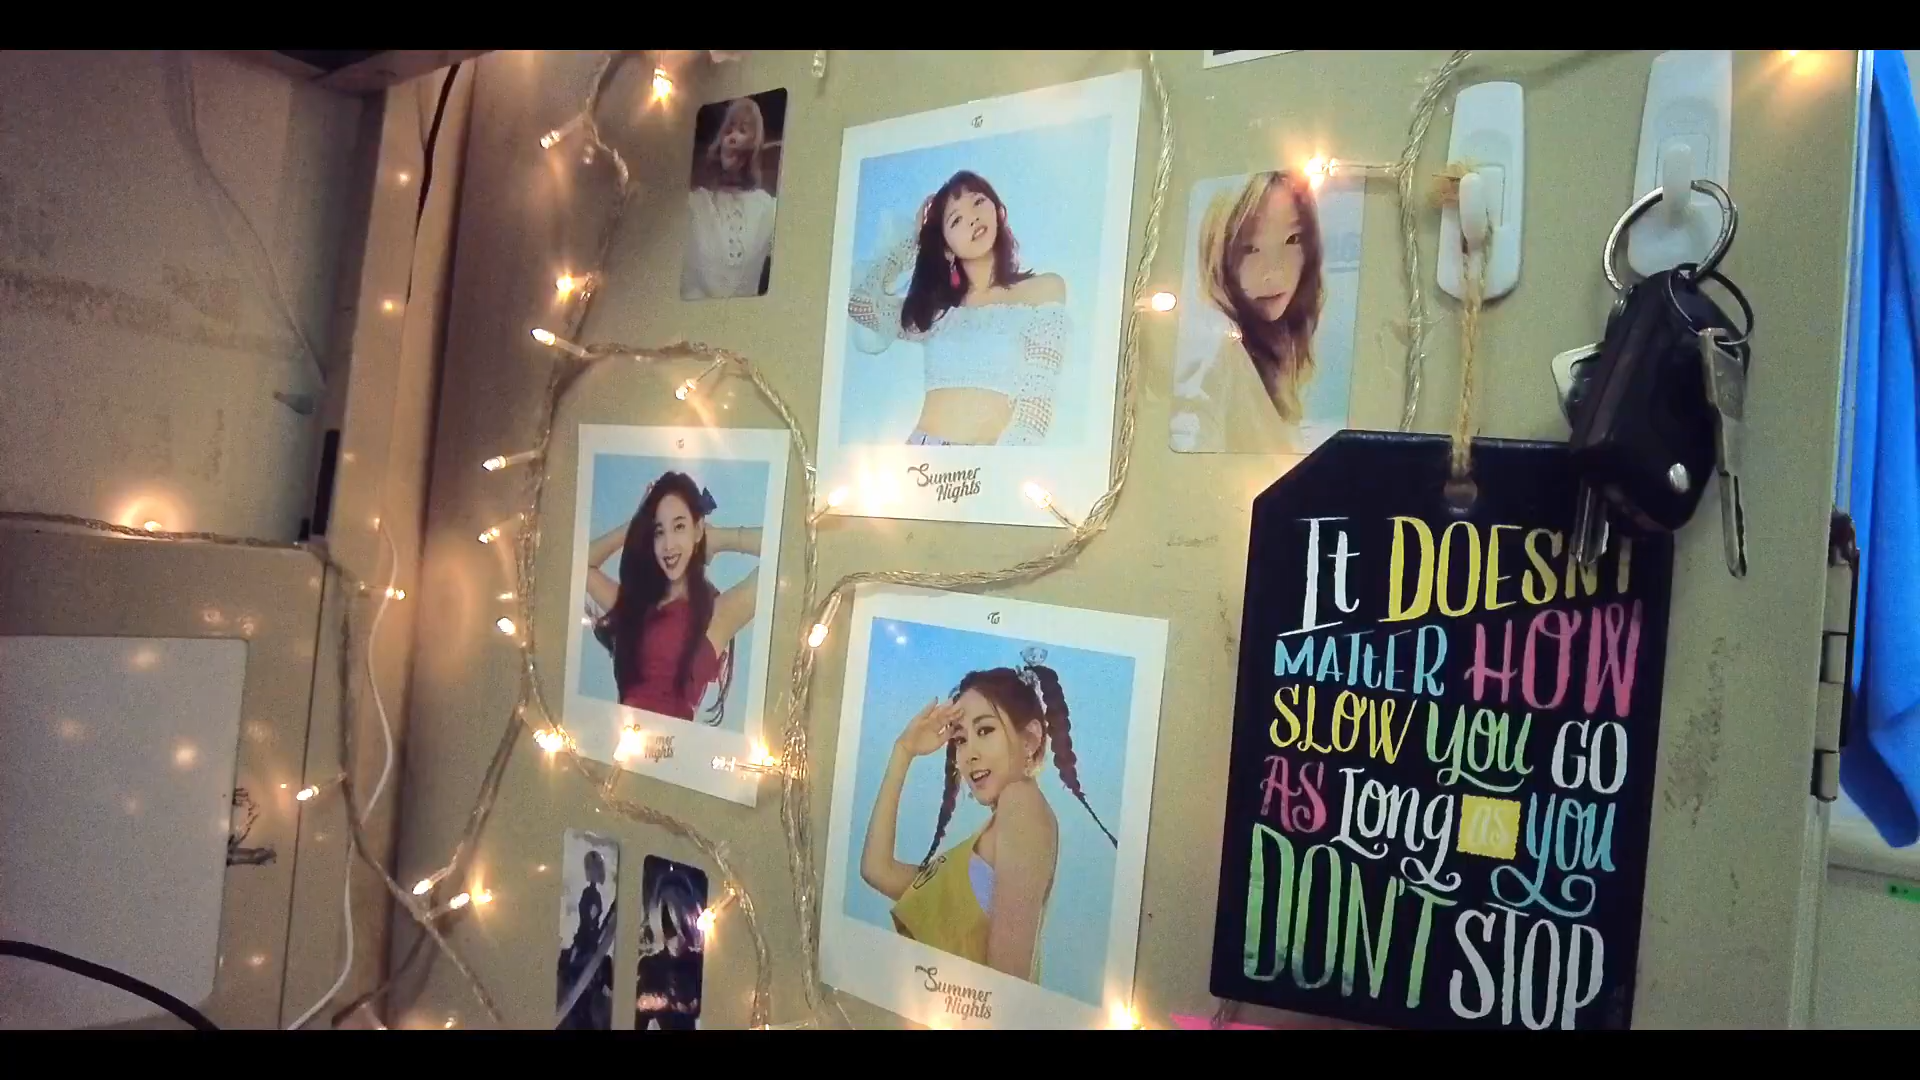 Summer
Nights
Summer
Nights
Summer
Nights
It DOESN'T
MAttER HOW
SLOW YOU GO
AS Long as YOU
DON'T STOP